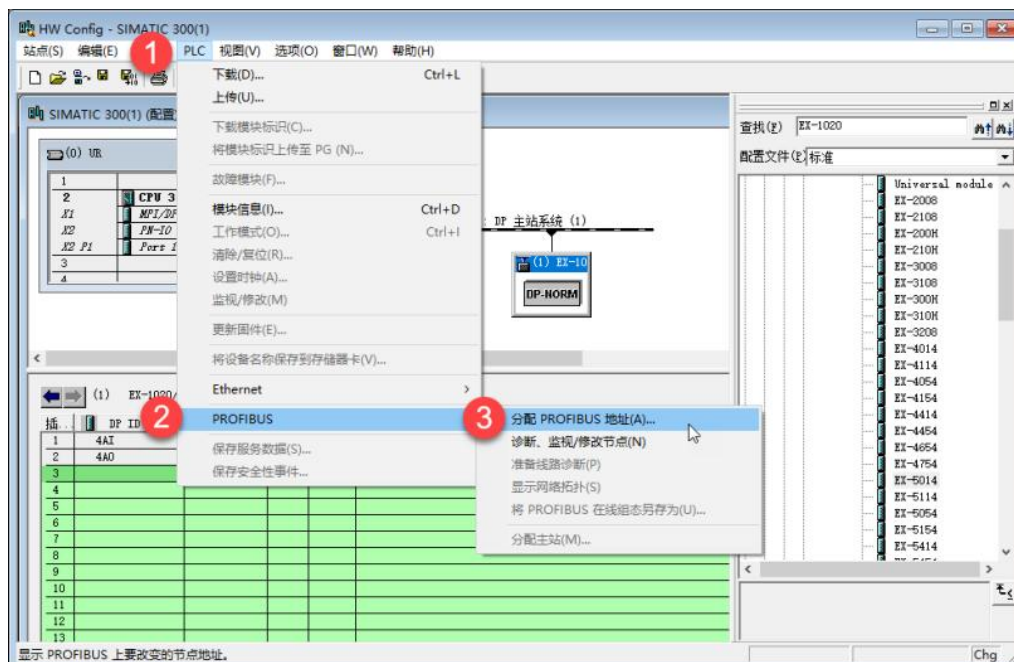 HW Config - SIMATIC 300(1)
站点(S) 编辑(E) PLC 视图(V) 选项(O) 窗口(W) 帮助(H)
1
下载(D)... Ctrl+L
上传(U)...
下载模块标识(C)...
将模块标识上传至 PG (N)...
故障模块(F)...
模块信息(I)... Ctrl+D
工作模式(O)... Ctrl+I
清除/复位(R)...
设置时钟(A)...
监视/修改(M)
更新固件(E)...
将设备名称保存到存储器卡(V)...
Ethernet
2
PROFIBUS
保存服务数据(S)...
保存安全性事件...
3
分配 PROFIBUS 地址(A)...
诊断、监视/修改节点(N)
准备线路诊断(P)
显示网络拓扑(S)
将 PROFIBUS 在线组态另存为(U)...
分配主站(M)...
SIMATIC 300(1) (配置
(0) UR
1
2 CPU 3
X1 MPI/DP
X2 PN-IO
X2 P1 Port 1
3
4
: DP 主站系统 (1)
(1) EX-10
DP-NORM
(1) EX-1020/
插... DP ID
1 4AI
2 4AO
3
4
5
6
7
8
9
10
11
12
13
查找(F) EX-1020
配置文件(P) 标准
Universal module
EX-2008
EX-2108
EX-200H
EX-210H
EX-3008
EX-3108
EX-300H
EX-310H
EX-3208
EX-4014
EX-4114
EX-4054
EX-4154
EX-4414
EX-4454
EX-4654
EX-4754
EX-5014
EX-5114
EX-5054
EX-5154
EX-5414
显示 PROFIBUS 上要改变的节点地址。
Chg